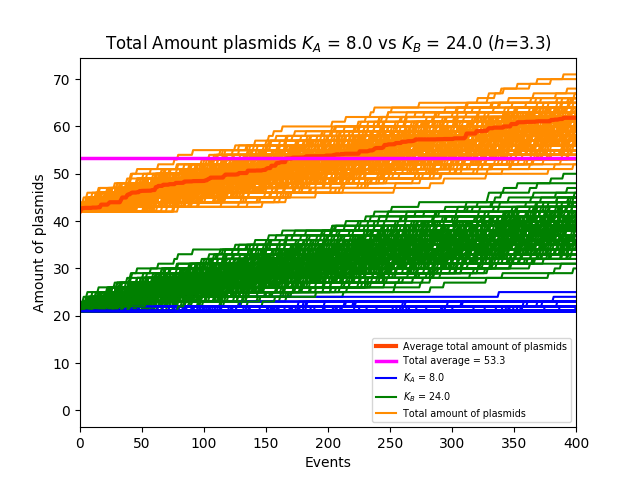 Total Amount plasmids K_A = 8.0 vs K_B = 24.0 (h=3.3)
Amount of plasmids
70
60
50
40
30
20
10
0
Average total amount of plasmids
Total average = 53.3
K_A = 8.0
K_B = 24.0
Total amount of plasmids
0 50 100 150 200 250 300 350 400
Events